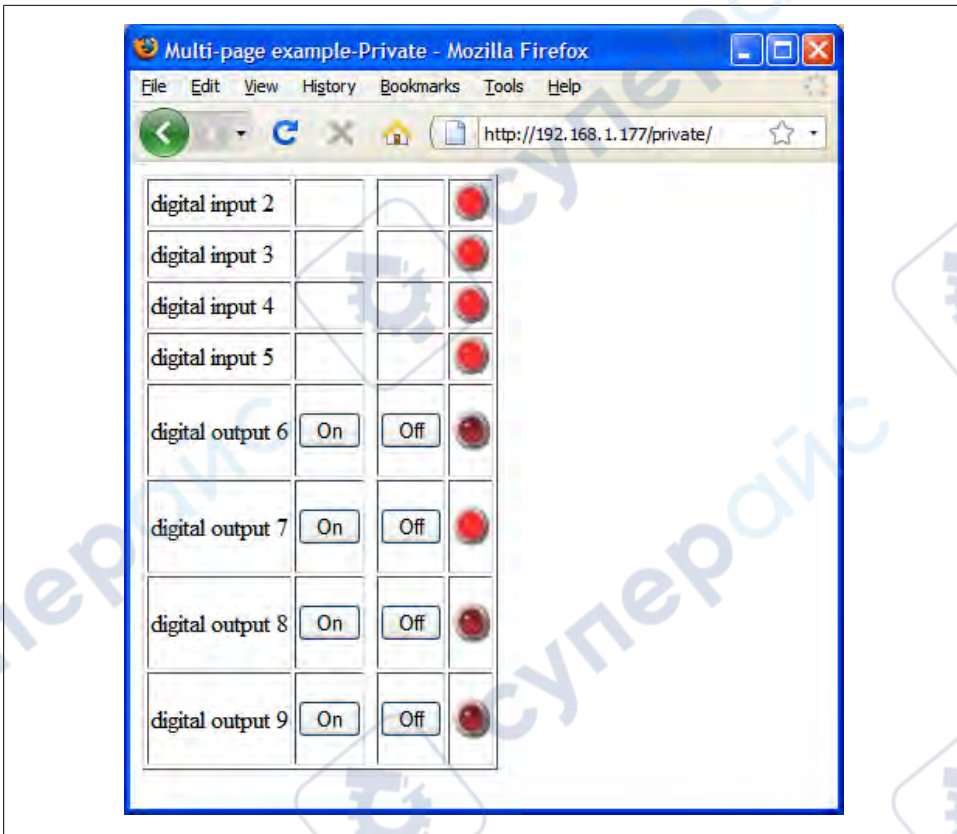 Multi-page example-Private - Mozilla Firefox
File Edit View History Bookmarks Tools Help
http://192.168.1.177/private/
digital input 2
digital input 3
digital input 4
digital input 5
digital output 6 On Off
digital output 7 On Off
digital output 8 On Off
digital output 9 On Off